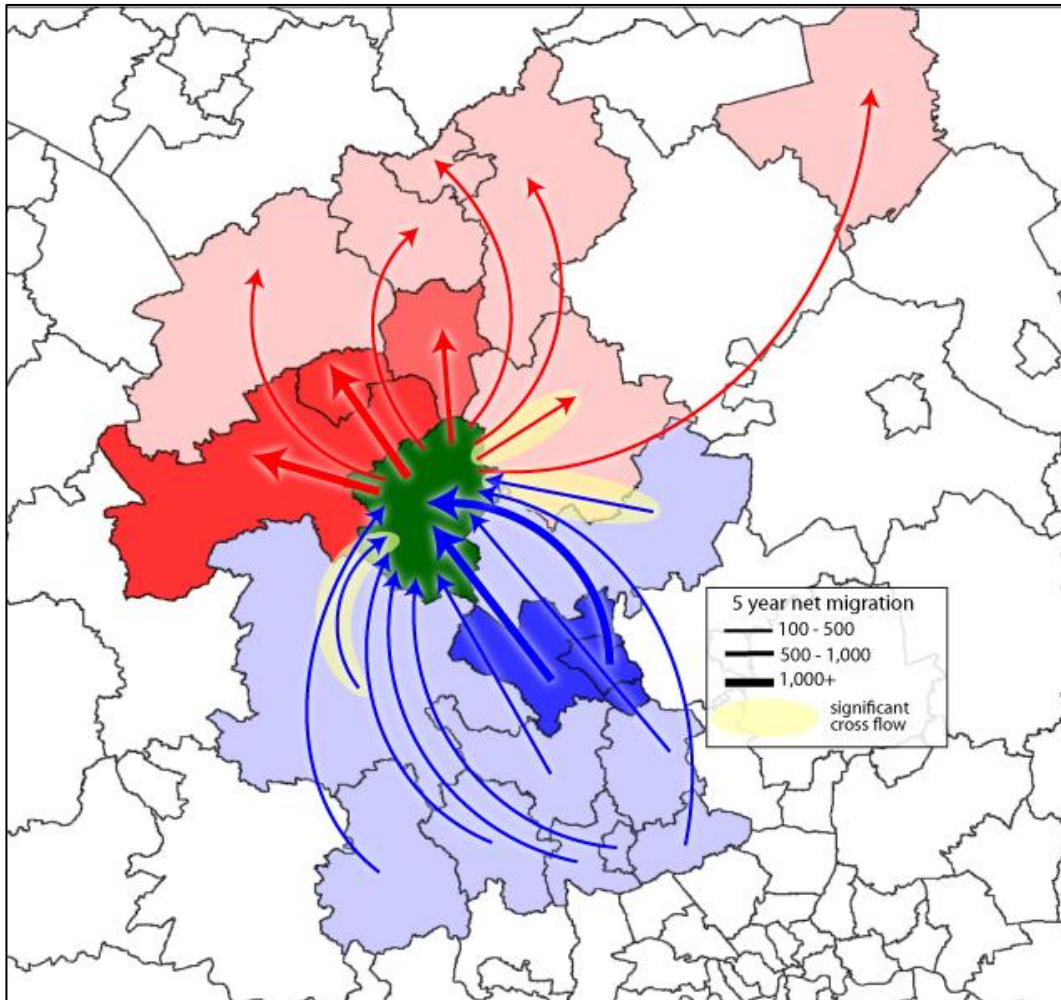 5 year net migration
100 - 500
500 - 1,000
1,000+
significant
cross flow